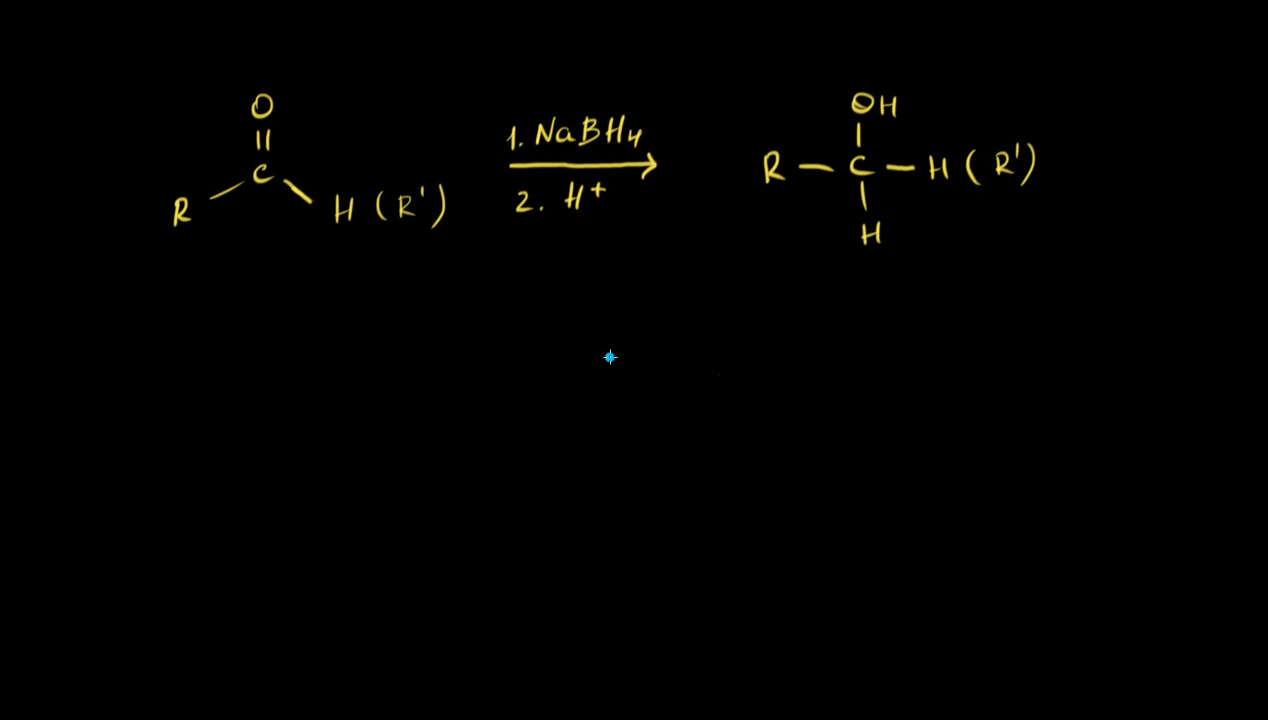 O
||
C
R H (R')
1. NaBH4
2. H+
OH
R – C – H (R')
H